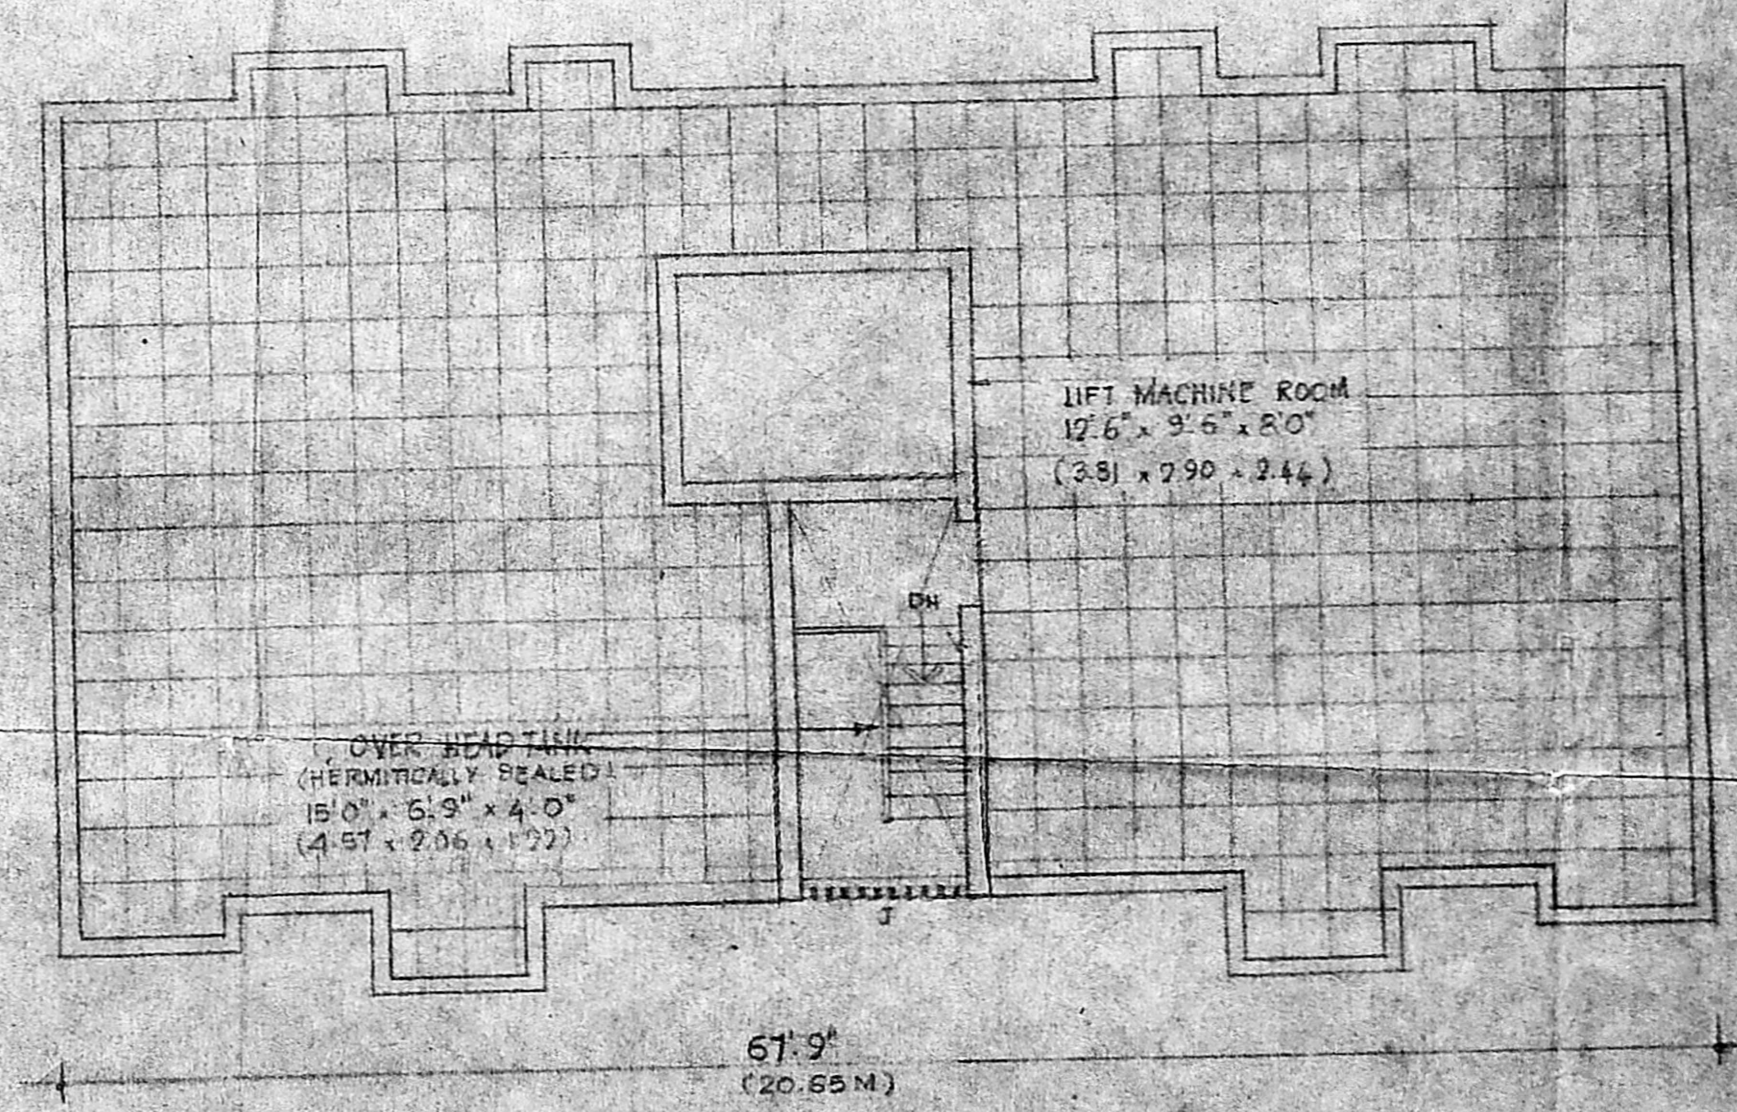 LIFT MACHINE ROOM
12'-6" x 9'-6" x 8'0"
(3.81 x 2.90 x 2.44)
DN
OVER HEAD TANK
(HERMITICALLY SEALED)
15'0" x 6'-9" x 4'-0"
(4.57 x 2.06 x 1.22)
J
67'-9"
(20.65M)